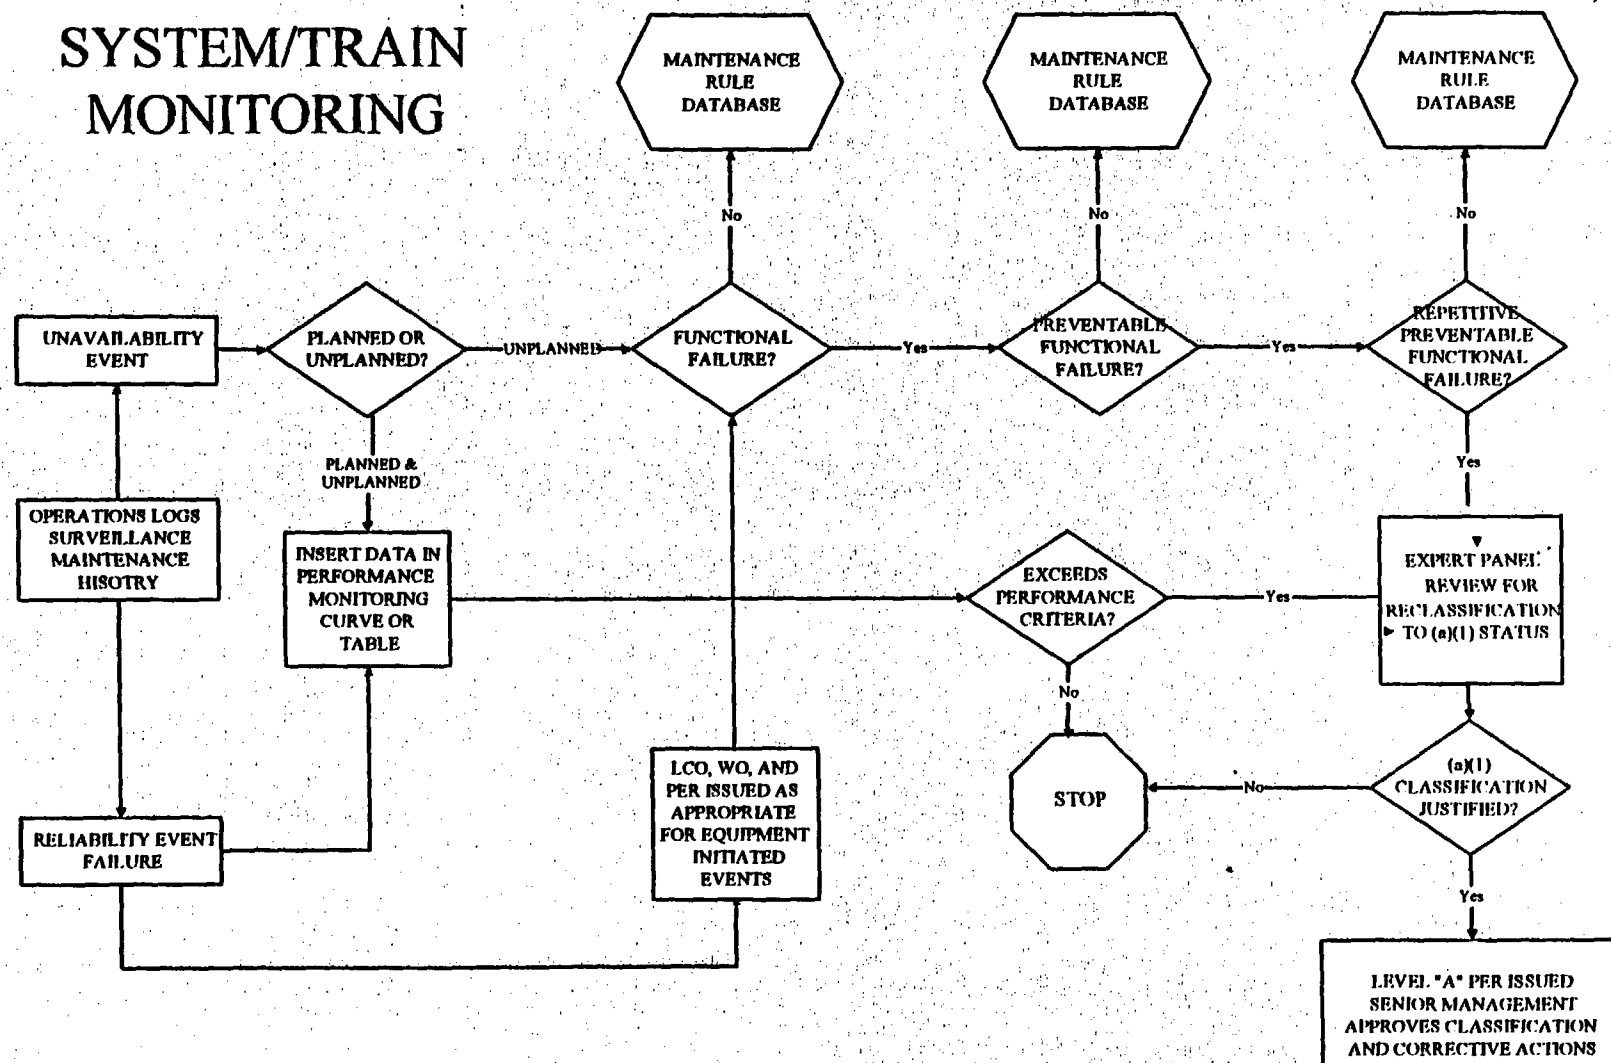 SYSTEM/TRAIN
MONITORING
MAINTENANCE
RULE
DATABASE
MAINTENANCE
RULE
DATABASE
MAINTENANCE
RULE
DATABASE
No
No
No
UNAVAILABILITY
EVENT
PLANNED OR
UNPLANNED?
UNPLANNED
FUNCTIONAL
FAILURE?
Yes
PREVENTABLE
FUNCTIONAL
FAILURE?
Yes
REPETITIVE
PREVENTABLE
FUNCTIONAL
FAILURE?
PLANNED &
UNPLANNED
Yes
OPERATIONS LOGS
SURVEILLANCE
MAINTENANCE
HISOTRY
INSERT DATA IN
PERFORMANCE
MONITORING
CURVE OR
TABLE
EXCEEDS
PERFORMANCE
CRITERIA?
Yes
EXPERT PANEL
REVIEW FOR
RECLASSIFICATION
TO (a)(1) STATUS
No
LCO, WO, AND
PER ISSUED AS
APPROPRIATE
FOR EQUIPMENT
INITIATED
EVENTS
STOP
No
(a)(1)
CLASSIFICATION
JUSTIFIED?
RELIABILITY EVENT
FAILURE
Yes
LEVEL "A" PER ISSUED
SENIOR MANAGEMENT
APPROVES CLASSIFICATION
AND CORRECTIVE ACTIONS